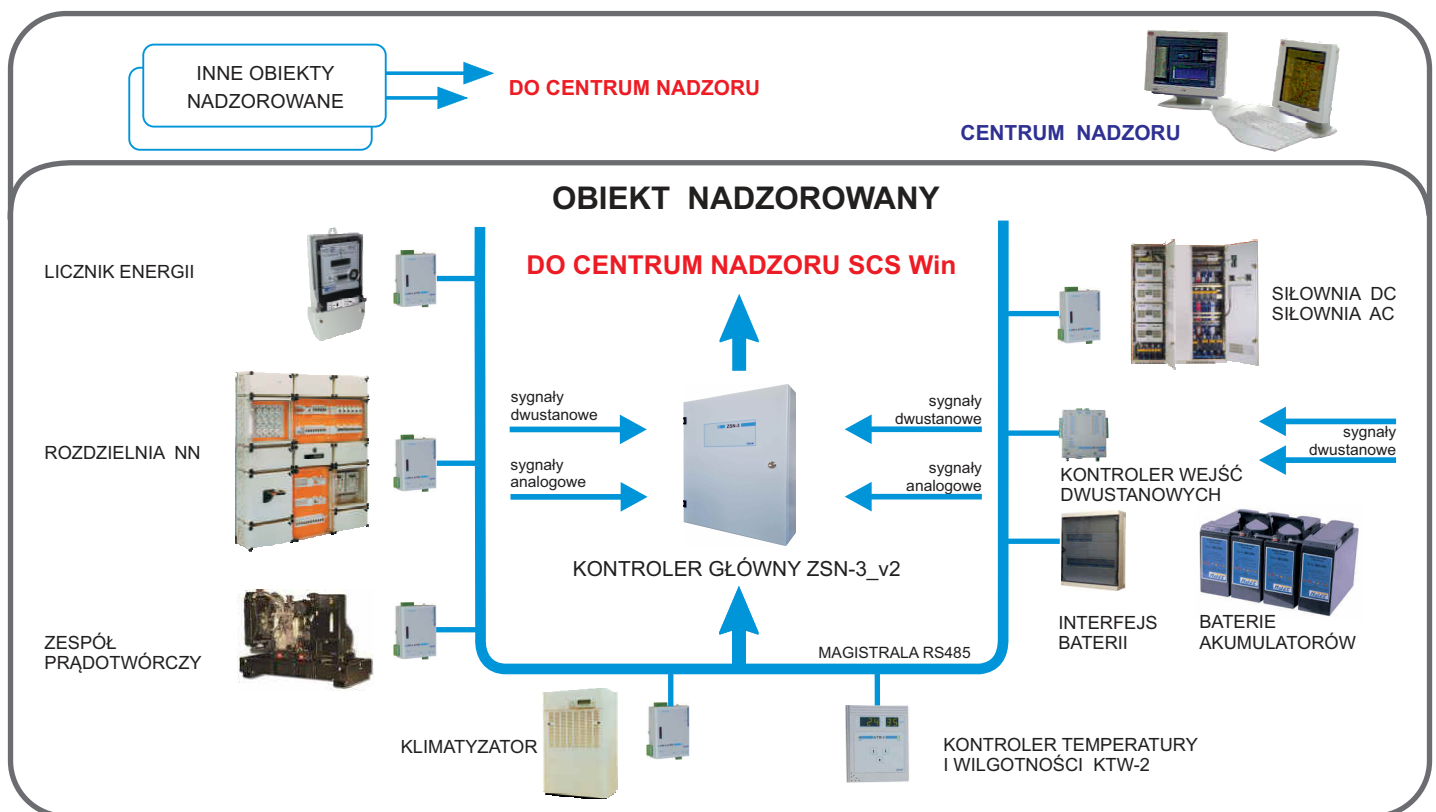 INNE OBIEKTY
NADZOROWANE
DO CENTRUM NADZORU
CENTRUM NADZORU
OBIEKT NADZOROWANY
DO CENTRUM NADZORU SCS Win
LICZNIK ENERGII
SIŁOWNIA DC
SIŁOWNIA AC
ROZDZIELNIA NN
sygnały
dwustanowe
sygnały
analogowe
ZSN-3
sygnały
dwustanowe
sygnały
analogowe
KONTROLER WEJŚĆ
DWUSTANOWYCH
sygnały
dwustanowe
KONTROLER GŁÓWNY ZSN-3_v2
ZESPÓŁ
PRĄDOTWÓRCZY
MAGISTRALA RS485
INTERFEJS
BATERII
BATERIE
AKUMULATORÓW
KLIMATYZATOR
KONTROLER TEMPERATURY
I WILGOTNOŚCI KTW-2